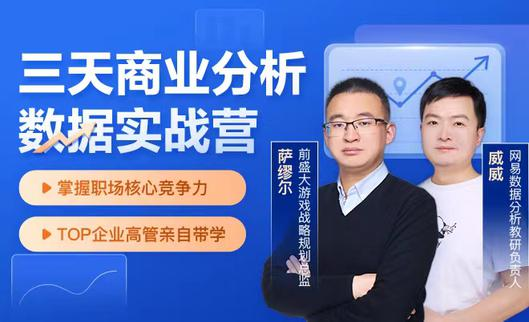 三天商业分析
数据实战营
掌握职场核心竞争力
TOP企业高管亲自带学
前盛大游戏战略规划总监
萨缪尔
网易数据分析教研负责人
威威